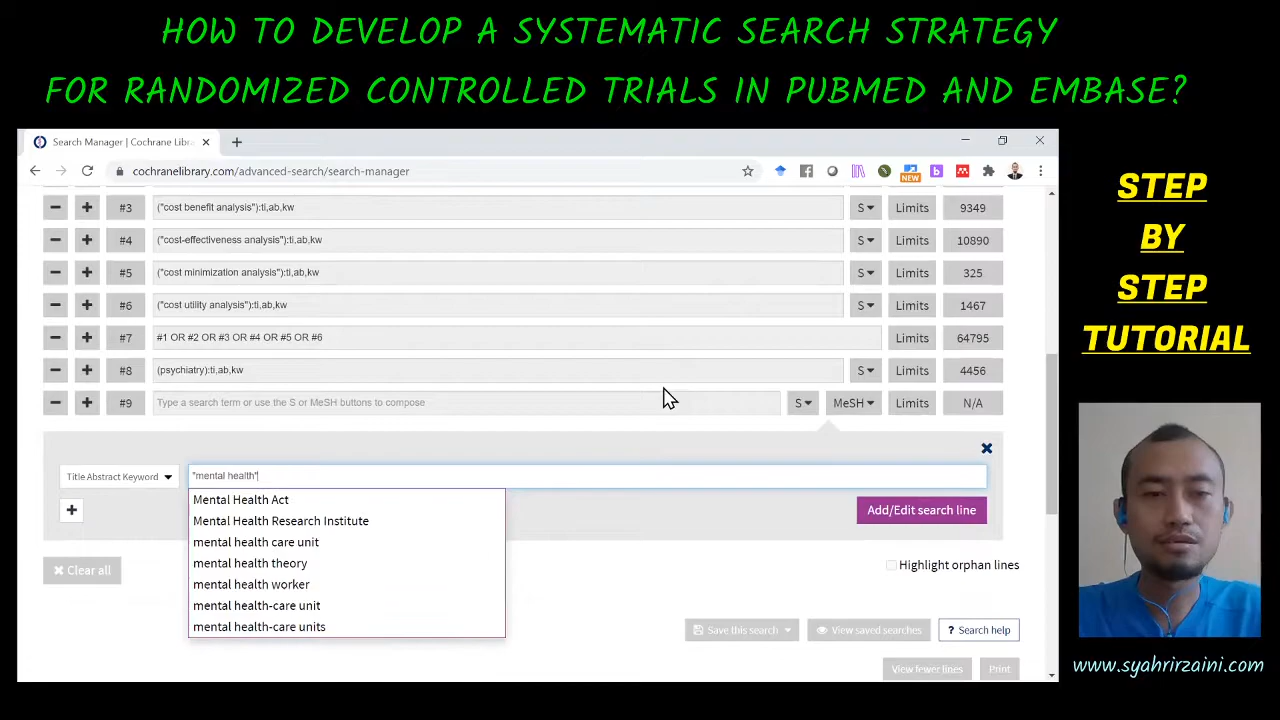 HOW TO DEVELOP A SYSTEMATIC SEARCH STRATEGY
FOR RANDOMIZED CONTROLLED TRIALS IN PUBMED AND EMBASE?
Search Manager | Cochrane Libra
cochranelibrary.com/advanced-search/search-manager
NEW
#3 ("cost benefit analysis"):ti,ab,kw S Limits 9349
#4 ("cost-effectiveness analysis"):ti,ab,kw S Limits 10890
#5 ("cost minimization analysis"):ti,ab,kw S Limits 325
#6 ("cost utility analysis"):ti,ab,kw S Limits 1467
#7 #1 OR #2 OR #3 OR #4 OR #5 OR #6 Limits 64795
#8 (psychiatry):ti,ab,kw S Limits 4456
#9 Type a search term or use the S or MeSH buttons to compose S MeSH Limits N/A
Title Abstract Keyword "mental health"
Mental Health Act
Mental Health Research Institute
mental health care unit
mental health theory
mental health worker
mental health-care unit
mental health-care units
Add/Edit search line
Clear all
Highlight orphan lines
Save this search View saved searches ? Search help
View fewer lines Print
STEP
BY
STEP
TUTORIAL
www.syahrirzaini.com